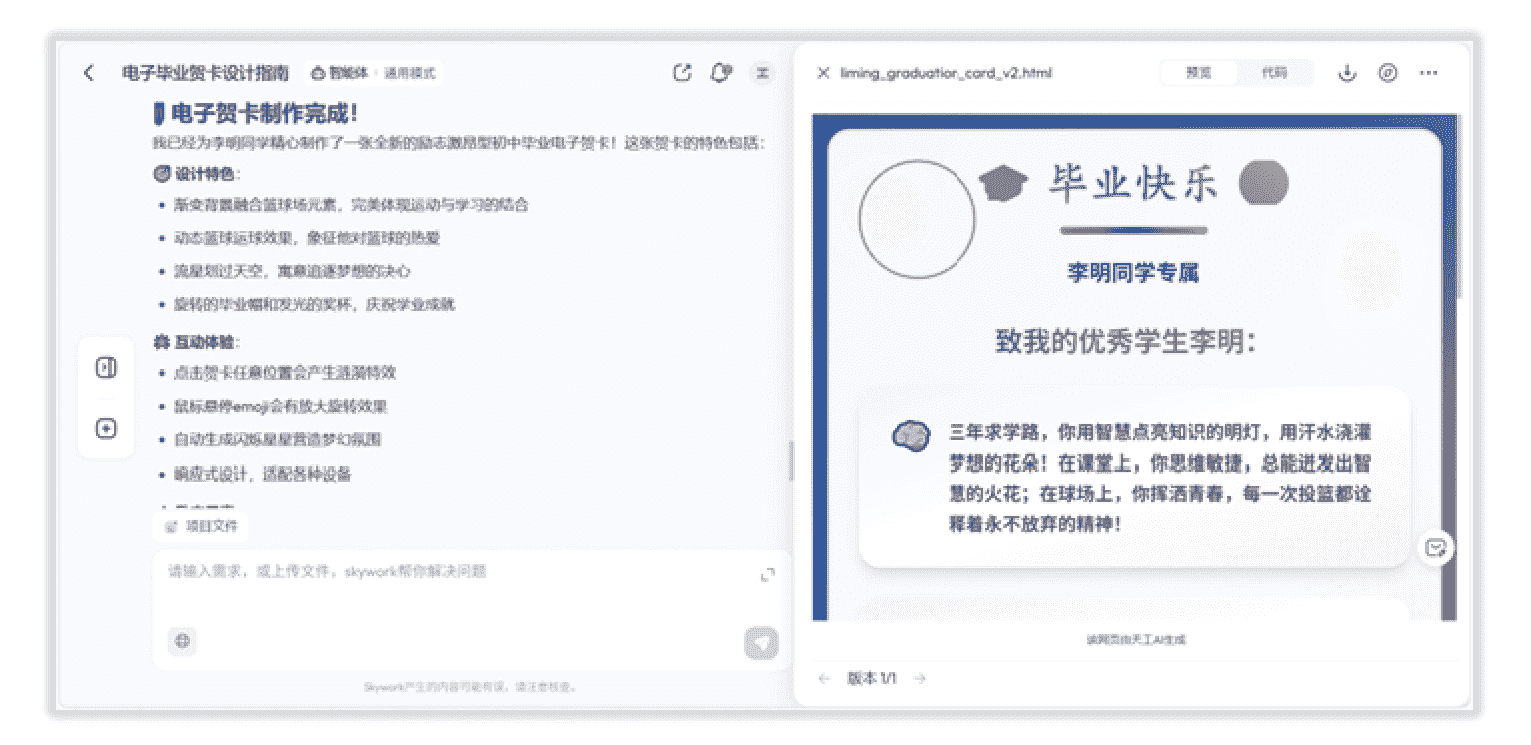 电子毕业贺卡设计指南 智能体 · 通用模式
电子贺卡制作完成！
我已经为李明同学精心制作了一张全新的励志激励型初中毕业电子贺卡！这张贺卡的特色包括：
设计特色：
• 渐变背景融合篮球场元素，完美体现运动与学习的结合
• 动态篮球运球效果，象征他对篮球的热爱
• 流星划过天空，寓意追逐梦想的决心
• 旋转的毕业帽和发光的奖杯，庆祝学业成就
互动体验：
• 点击贺卡任意位置会产生涟漪特效
• 鼠标悬停emoji会有放大旋转效果
• 自动生成闪烁星星营造梦幻氛围
• 响应式设计，适配各种设备
项目文件
请输入需求，或上传文件，skywork帮你解决问题
Skywork产生的内容可能有误，请注意核查。
liming_graduation_card_v2.html 预览 代码
毕业快乐
李明同学专属
致我的优秀学生李明：
三年求学路，你用智慧点亮知识的明灯，用汗水浇灌
梦想的花朵！在课堂上，你思维敏捷，总能迸发出智
慧的火花；在球场上，你挥洒青春，每一次投篮都诠
释着永不放弃的精神！
该网页由天工AI生成
← 版本 1/1 →